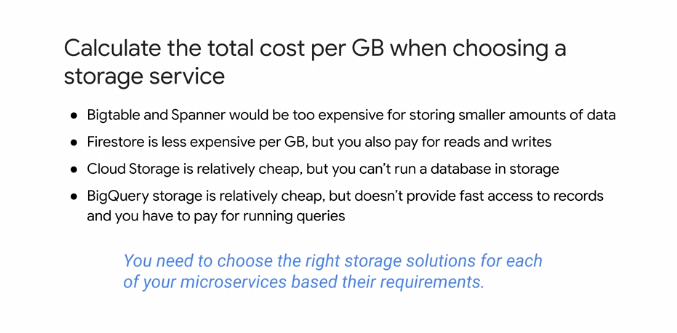 Calculate the total cost per GB when choosing a
storage service
● Bigtable and Spanner would be too expensive for storing smaller amounts of data
● Firestore is less expensive per GB, but you also pay for reads and writes
● Cloud Storage is relatively cheap, but you can't run a database in storage
● BigQuery storage is relatively cheap, but doesn't provide fast access to records
and you have to pay for running queries
You need to choose the right storage solutions for each
of your microservices based their requirements.